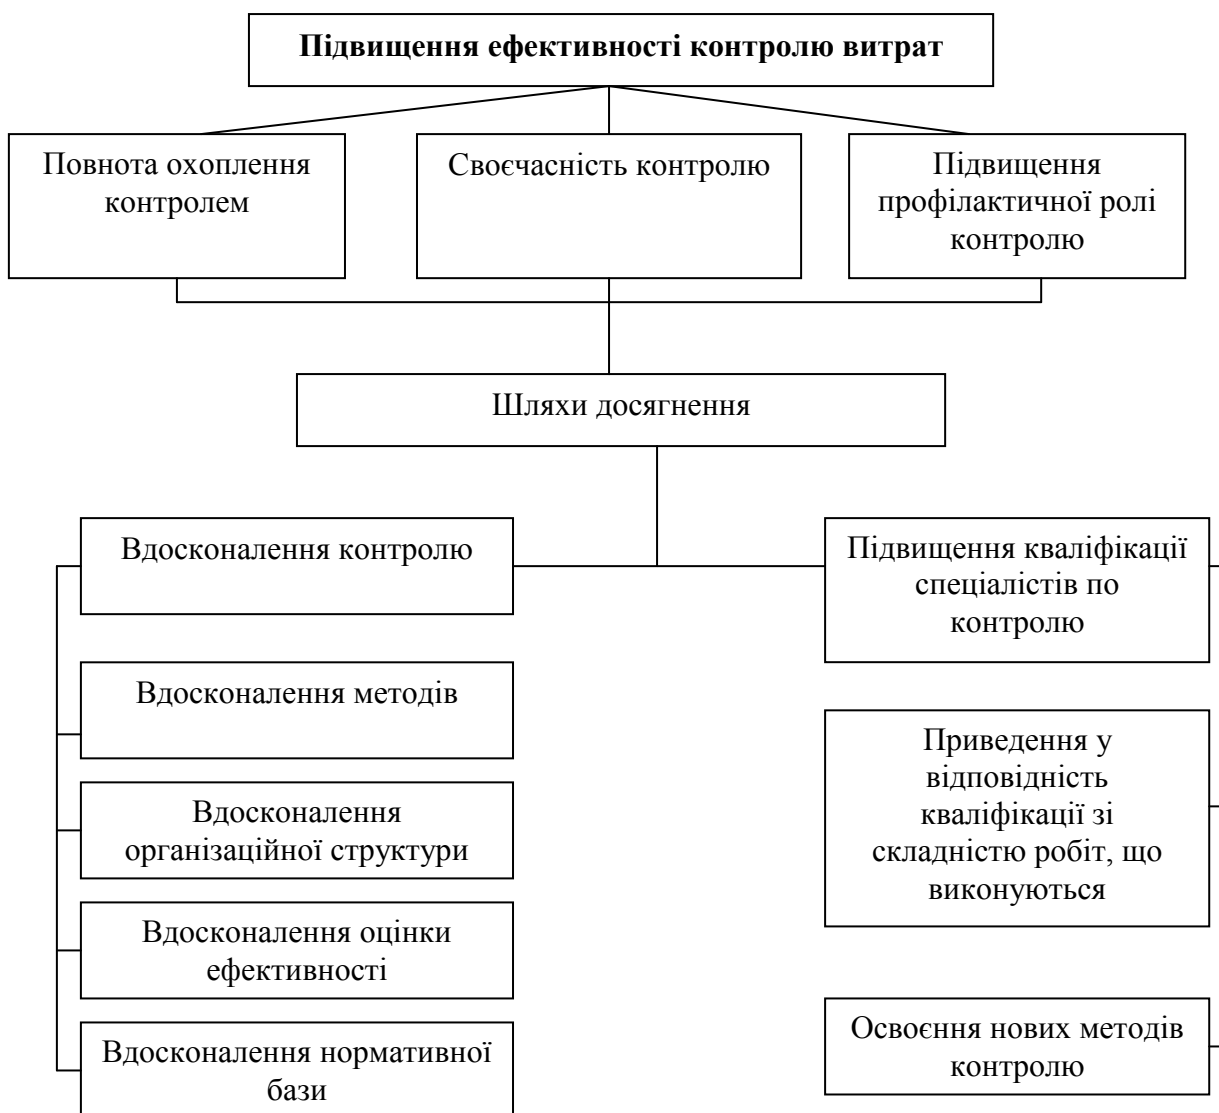 Підвищення ефективності контролю витрат
Повнота охоплення
контролем
Своєчасність контролю
Підвищення
профілактичної ролі
контролю
Шляхи досягнення
Вдосконалення контролю
Вдосконалення методів
Вдосконалення
організаційної структури
Вдосконалення оцінки
ефективності
Вдосконалення нормативної
бази
Підвищення кваліфікації
спеціалістів по
контролю
Приведення у
відповідність
кваліфікації зі
складністю робіт, що
виконуються
Освоєння нових методів
контролю